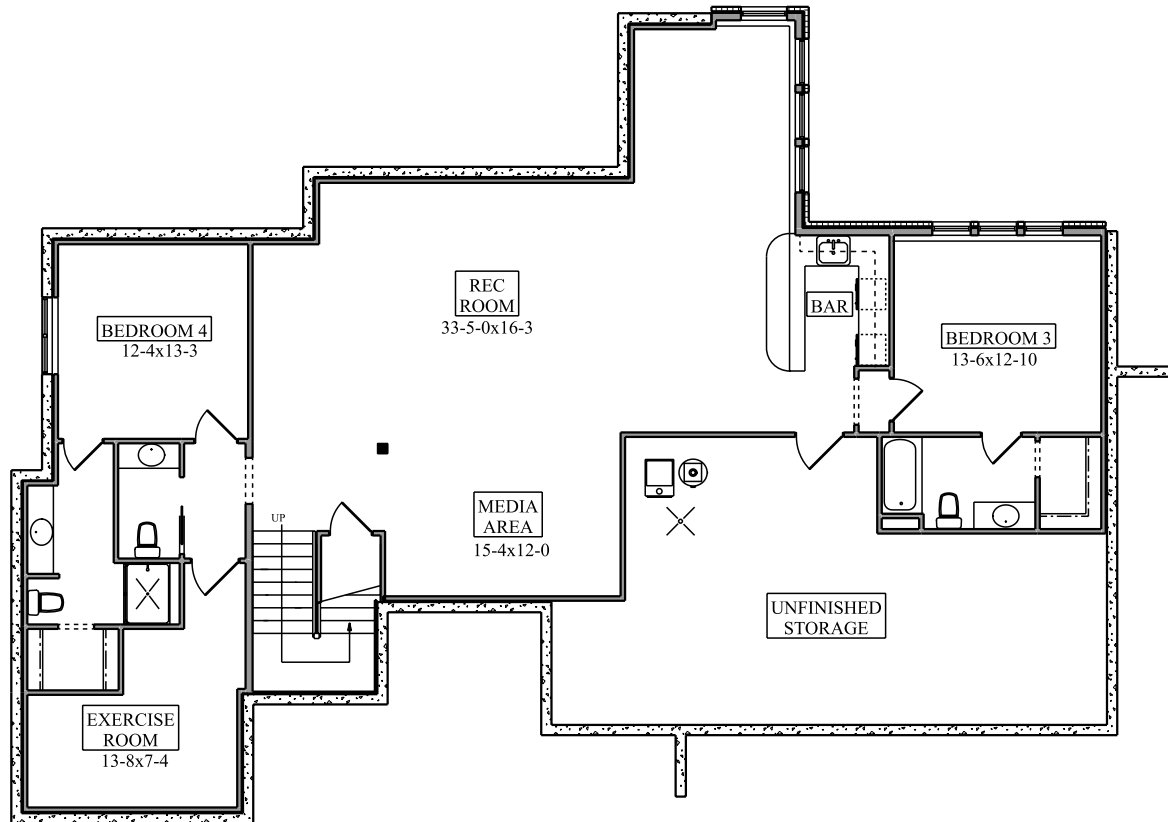 REC
ROOM
33-5-0x16-3
BAR
BEDROOM 4
12-4x13-3
BEDROOM 3
13-6x12-10
MEDIA
AREA
15-4x12-0
UP
UNFINISHED
STORAGE
EXERCISE
ROOM
13-8x7-4